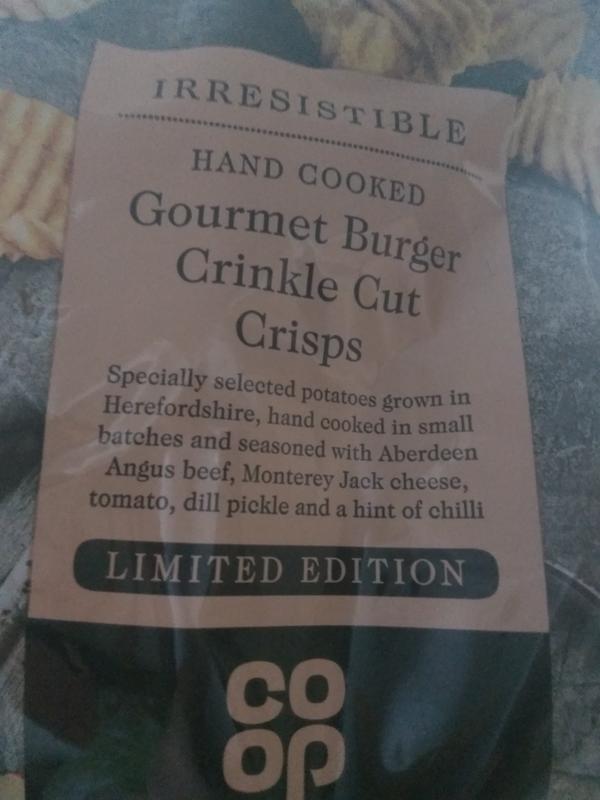 IRRESISTIBLE
HAND COOKED
Gourmet Burger
Crinkle Cut
Crisps
Specially selected potatoes grown in
Herefordshire, hand cooked in small
batches and seasoned with Aberdeen
Angus beef, Monterey Jack cheese,
tomato, dill pickle and a hint of chilli
LIMITED EDITION
CO
OP